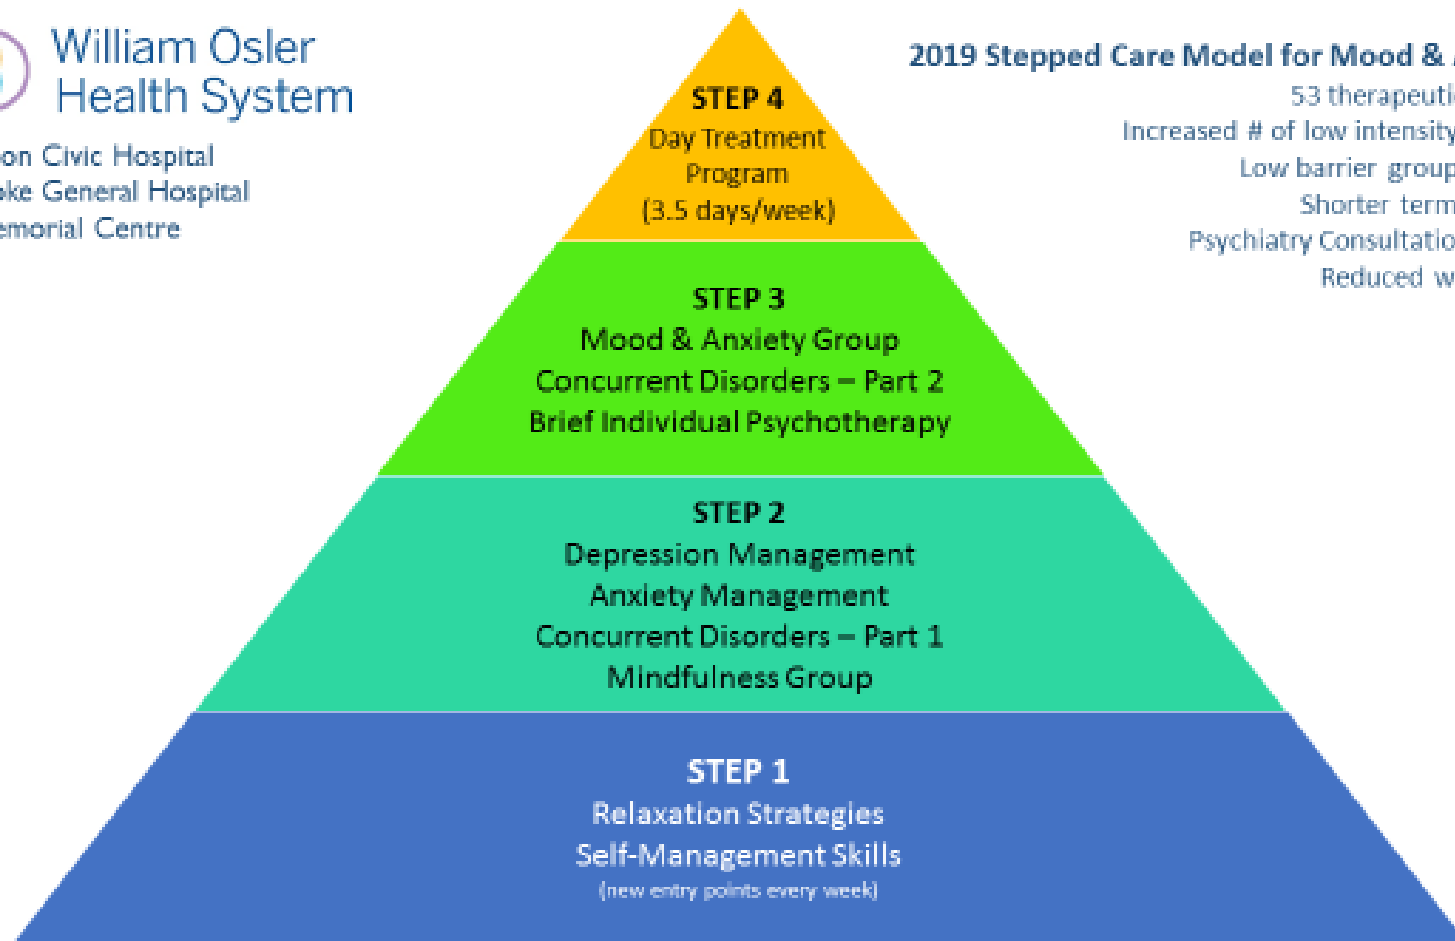 William Osler
Health System
on Civic Hospital
ke General Hospital
emorial Centre
2019 Stepped Care Model for Mood &
53 therapeuti
Increased # of low intensity
Low barrier group
Shorter term
Psychiatry Consultatio
Reduced w
STEP 4
Day Treatment
Program
(3.5 days/week)
STEP 3
Mood & Anxiety Group
Concurrent Disorders – Part 2
Brief Individual Psychotherapy
STEP 2
Depression Management
Anxiety Management
Concurrent Disorders – Part 1
Mindfulness Group
STEP 1
Relaxation Strategies
Self-Management Skills
(new entry points every week)